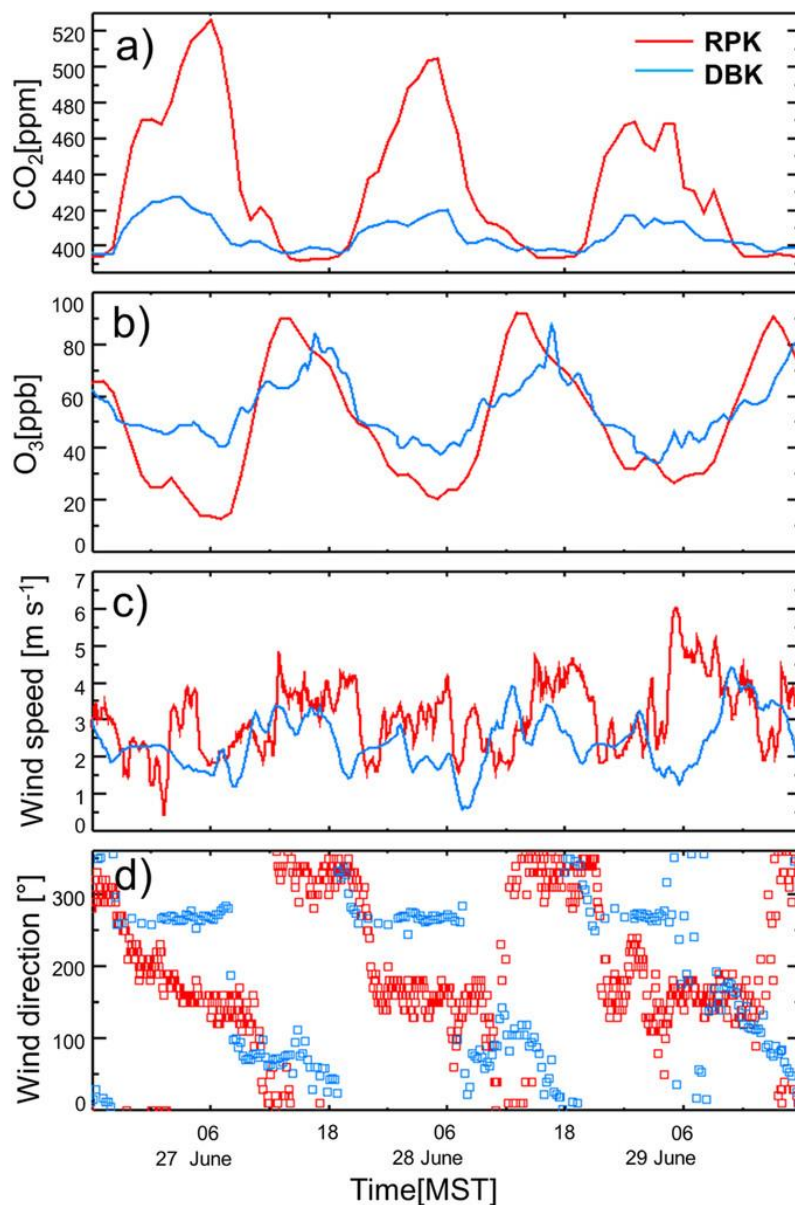 a)
RPK
DBK
CO2[ppm]
520
500
480
460
440
420
400
b)
O3[ppb]
100
80
60
40
20
0
c)
Wind speed [m s-1]
7
6
5
4
3
2
1
0
d)
Wind direction [°]
300
200
100
0
06 18 06 18 06
27 June 28 June 29 June
Time[MST]